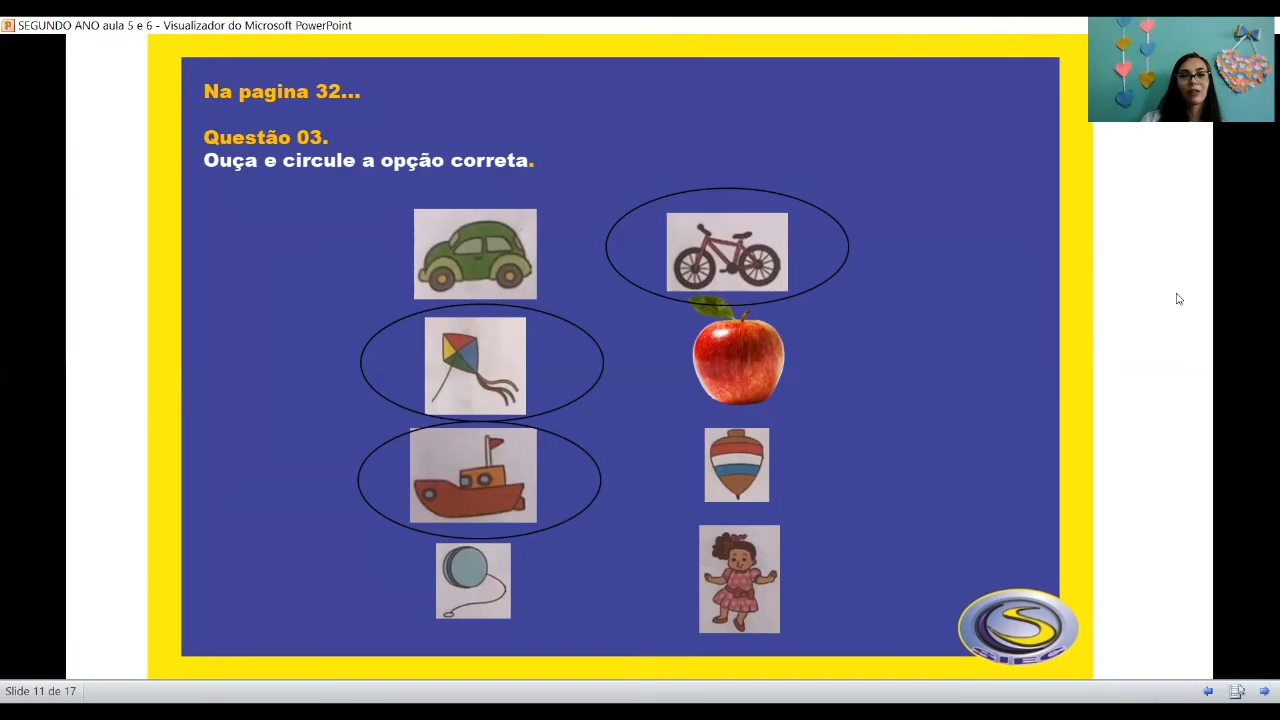 SEGUNDO ANO aula 5 e 6 - Visualizador do Microsoft PowerPoint
Na pagina 32...
Questão 03.
Ouça e circule a opção correta.
SIEC
Slide 11 de 17